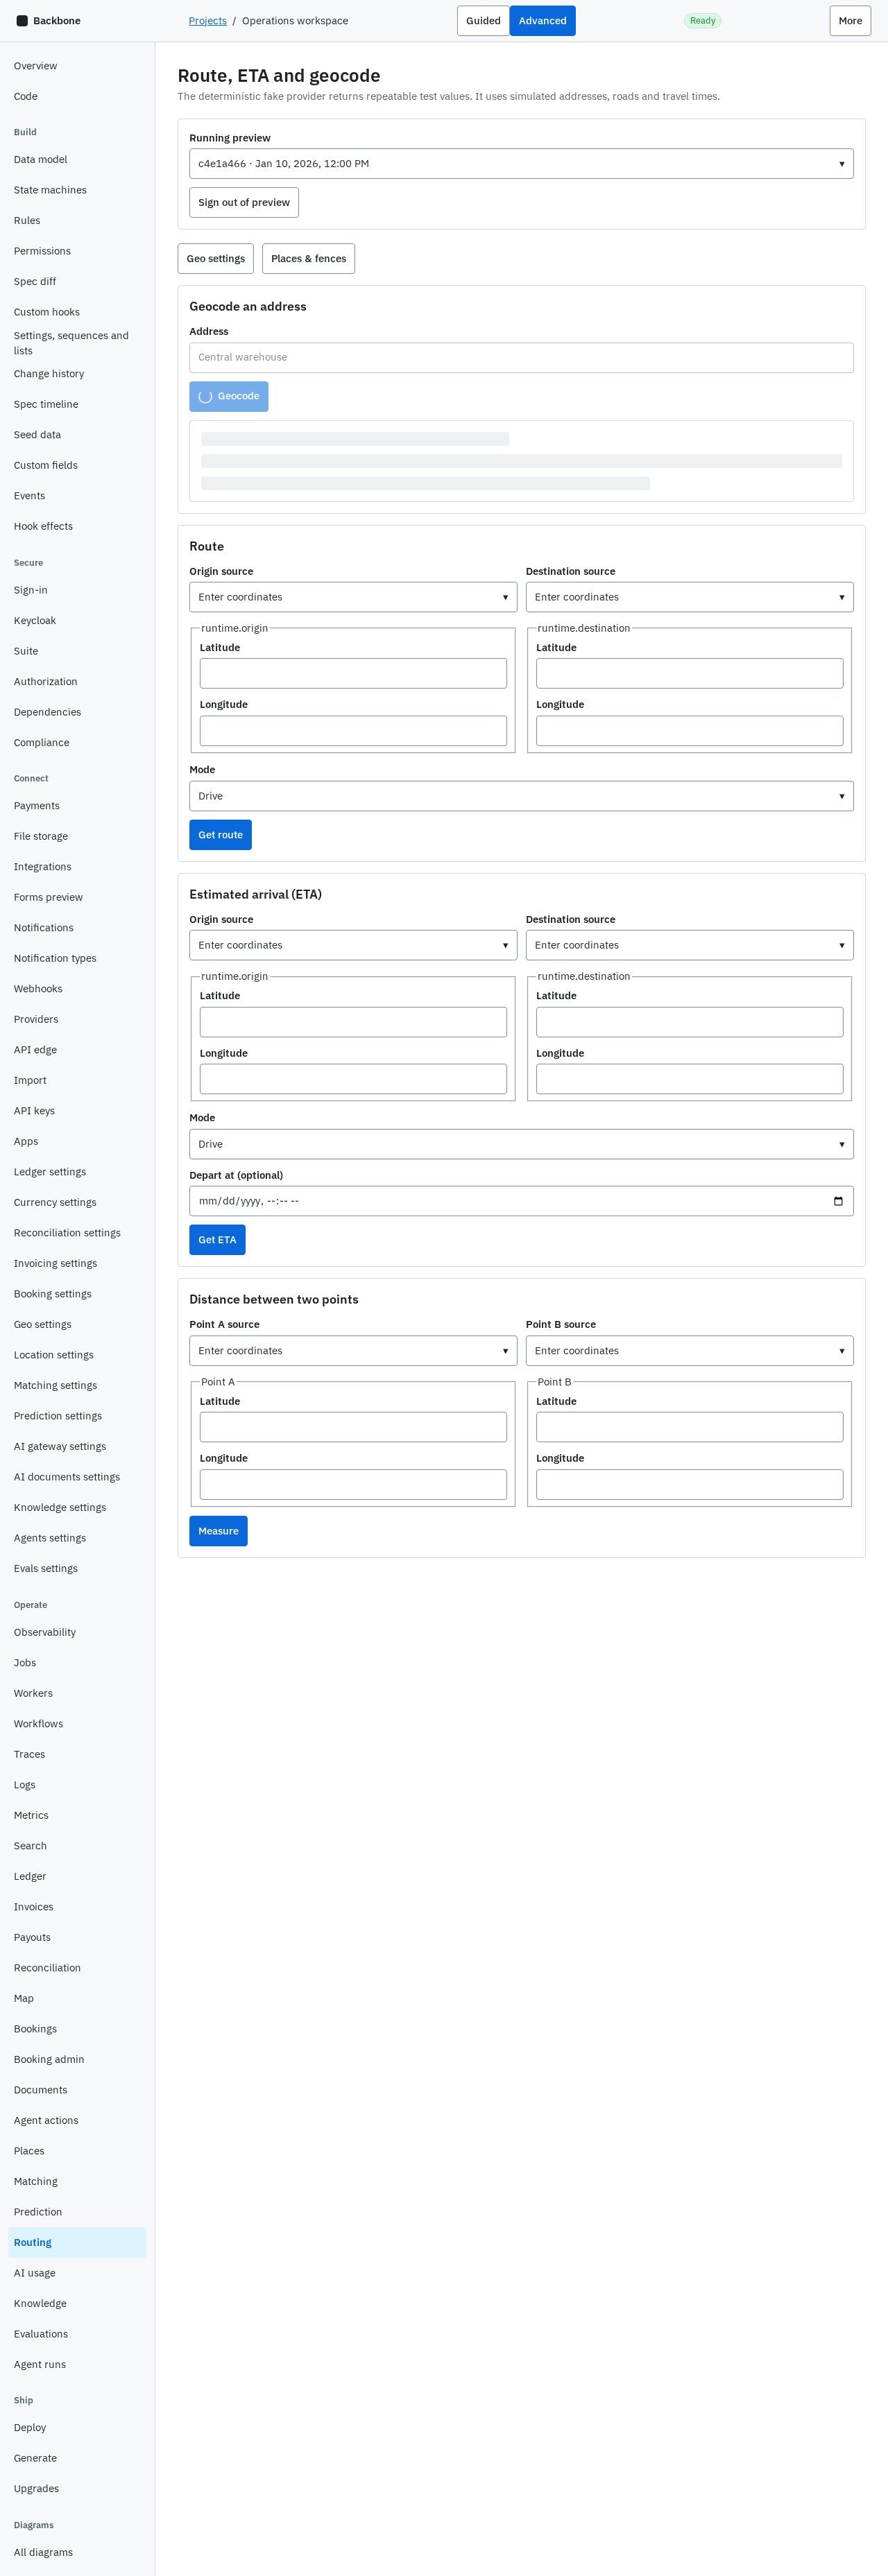 Backbone
Projects / Operations workspace
Guided
Advanced
Ready
More
Overview
Code
Build
Data model
State machines
Rules
Permissions
Spec diff
Custom hooks
Settings, sequences and
lists
Change history
Spec timeline
Seed data
Custom fields
Events
Hook effects
Secure
Sign-in
Keycloak
Suite
Authorization
Dependencies
Compliance
Connect
Payments
File storage
Integrations
Forms preview
Notifications
Notification types
Webhooks
Providers
API edge
Import
API keys
Apps
Ledger settings
Currency settings
Reconciliation settings
Invoicing settings
Booking settings
Geo settings
Location settings
Matching settings
Prediction settings
AI gateway settings
AI documents settings
Knowledge settings
Agents settings
Evals settings
Operate
Observability
Jobs
Workers
Workflows
Traces
Logs
Metrics
Search
Ledger
Invoices
Payouts
Reconciliation
Map
Bookings
Booking admin
Documents
Agent actions
Places
Matching
Prediction
Routing
AI usage
Knowledge
Evaluations
Agent runs
Ship
Deploy
Generate
Upgrades
Diagrams
All diagrams
Route, ETA and geocode
The deterministic fake provider returns repeatable test values. It uses simulated addresses, roads and travel times.
Running preview
c4e1a466 · Jan 10, 2026, 12:00 PM
Sign out of preview
Geo settings
Places & fences
Geocode an address
Address
Central warehouse
Geocode
Route
Origin source
Destination source
Enter coordinates
Enter coordinates
runtime.origin
runtime.destination
Latitude
Latitude
Longitude
Longitude
Mode
Drive
Get route
Estimated arrival (ETA)
Origin source
Destination source
Enter coordinates
Enter coordinates
runtime.origin
runtime.destination
Latitude
Latitude
Longitude
Longitude
Mode
Drive
Depart at (optional)
mm/dd/yyyy, --:-- --
Get ETA
Distance between two points
Point A source
Point B source
Enter coordinates
Enter coordinates
Point A
Point B
Latitude
Latitude
Longitude
Longitude
Measure